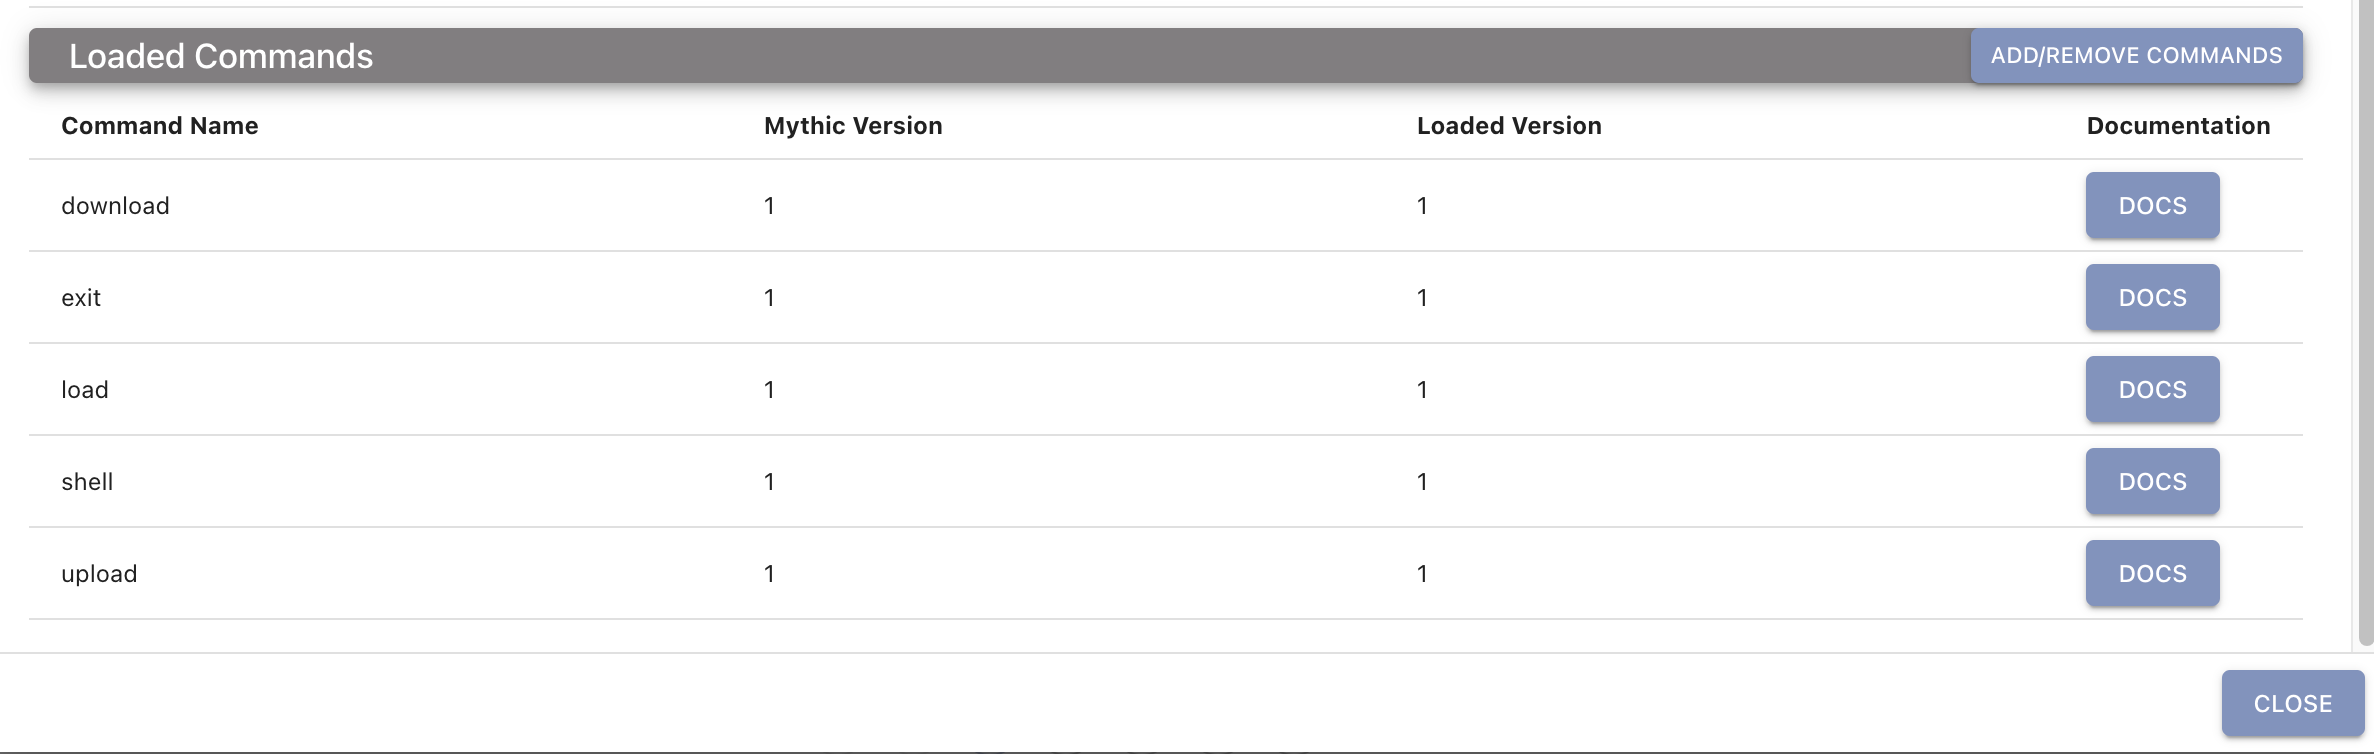 Loaded Commands ADD/REMOVE COMMANDS
Command Name Mythic Version Loaded Version Documentation
download 1 1 DOCS
exit 1 1 DOCS
load 1 1 DOCS
shell 1 1 DOCS
upload 1 1 DOCS
CLOSE